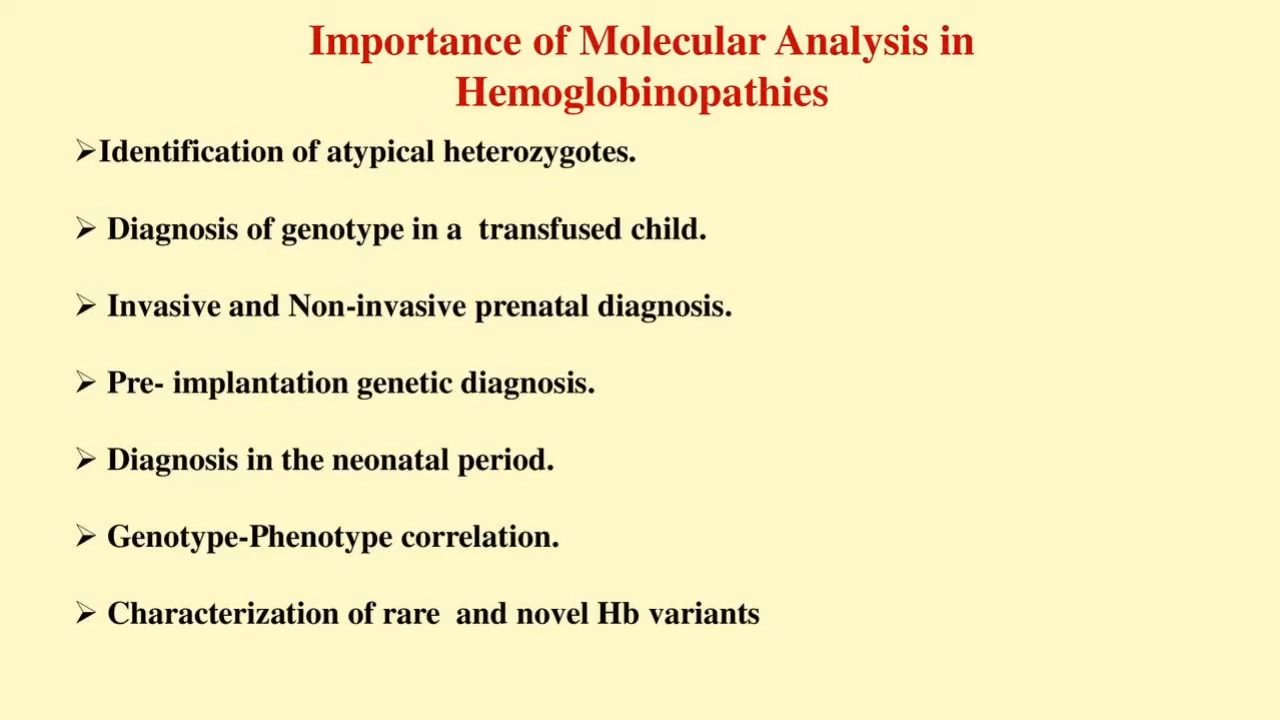 Importance of Molecular Analysis in
Hemoglobinopathies
➢Identification of atypical heterozygotes.
➢ Diagnosis of genotype in a  transfused child.
➢ Invasive and Non-invasive prenatal diagnosis.
➢ Pre- implantation genetic diagnosis.
➢ Diagnosis in the neonatal period.
➢ Genotype-Phenotype correlation.
➢ Characterization of rare  and novel Hb variants